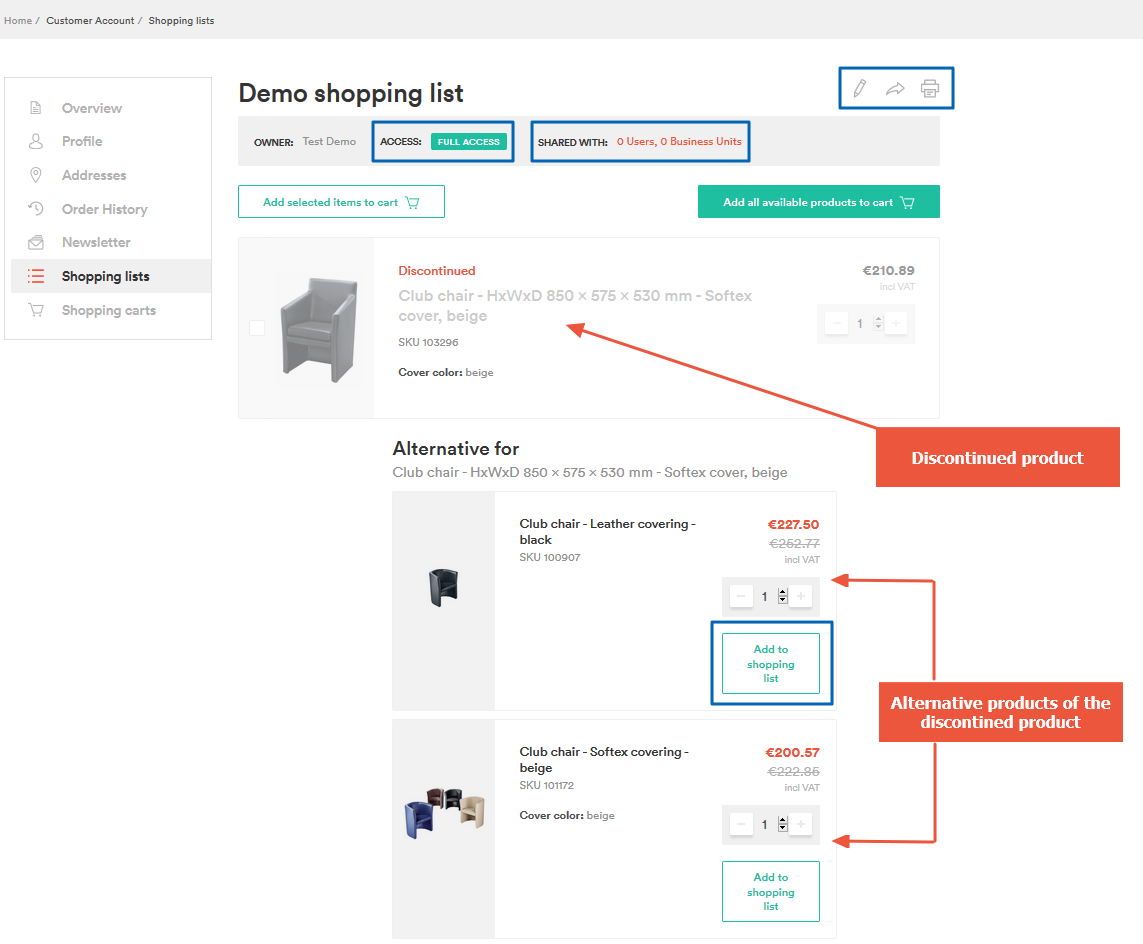 Home / Customer Account / Shopping lists
Overview
Profile
Addresses
Order History
Newsletter
Shopping lists
Shopping carts
Demo shopping list
OWNER: Test Demo ACCESS: FULL ACCESS SHARED WITH: 0 Users, 0 Business Units
Add selected items to cart
Add all available products to cart
Discontinued
€210.89
incl VAT
Club chair - HxWxD 850 × 575 × 530 mm - Softex
cover, beige
SKU 103296
Cover color: beige
− 1 +
Discontinued product
Alternative for
Club chair - HxWxD 850 × 575 × 530 mm - Softex cover, beige
Club chair - Leather covering -
black
SKU 100907
€227.50
€252.77
incl VAT
− 1 +
Add to
shopping
list
Alternative products of the
discontined product
Club chair - Softex covering -
beige
SKU 101172
Cover color: beige
€200.57
€222.85
incl VAT
− 1 +
Add to
shopping
list